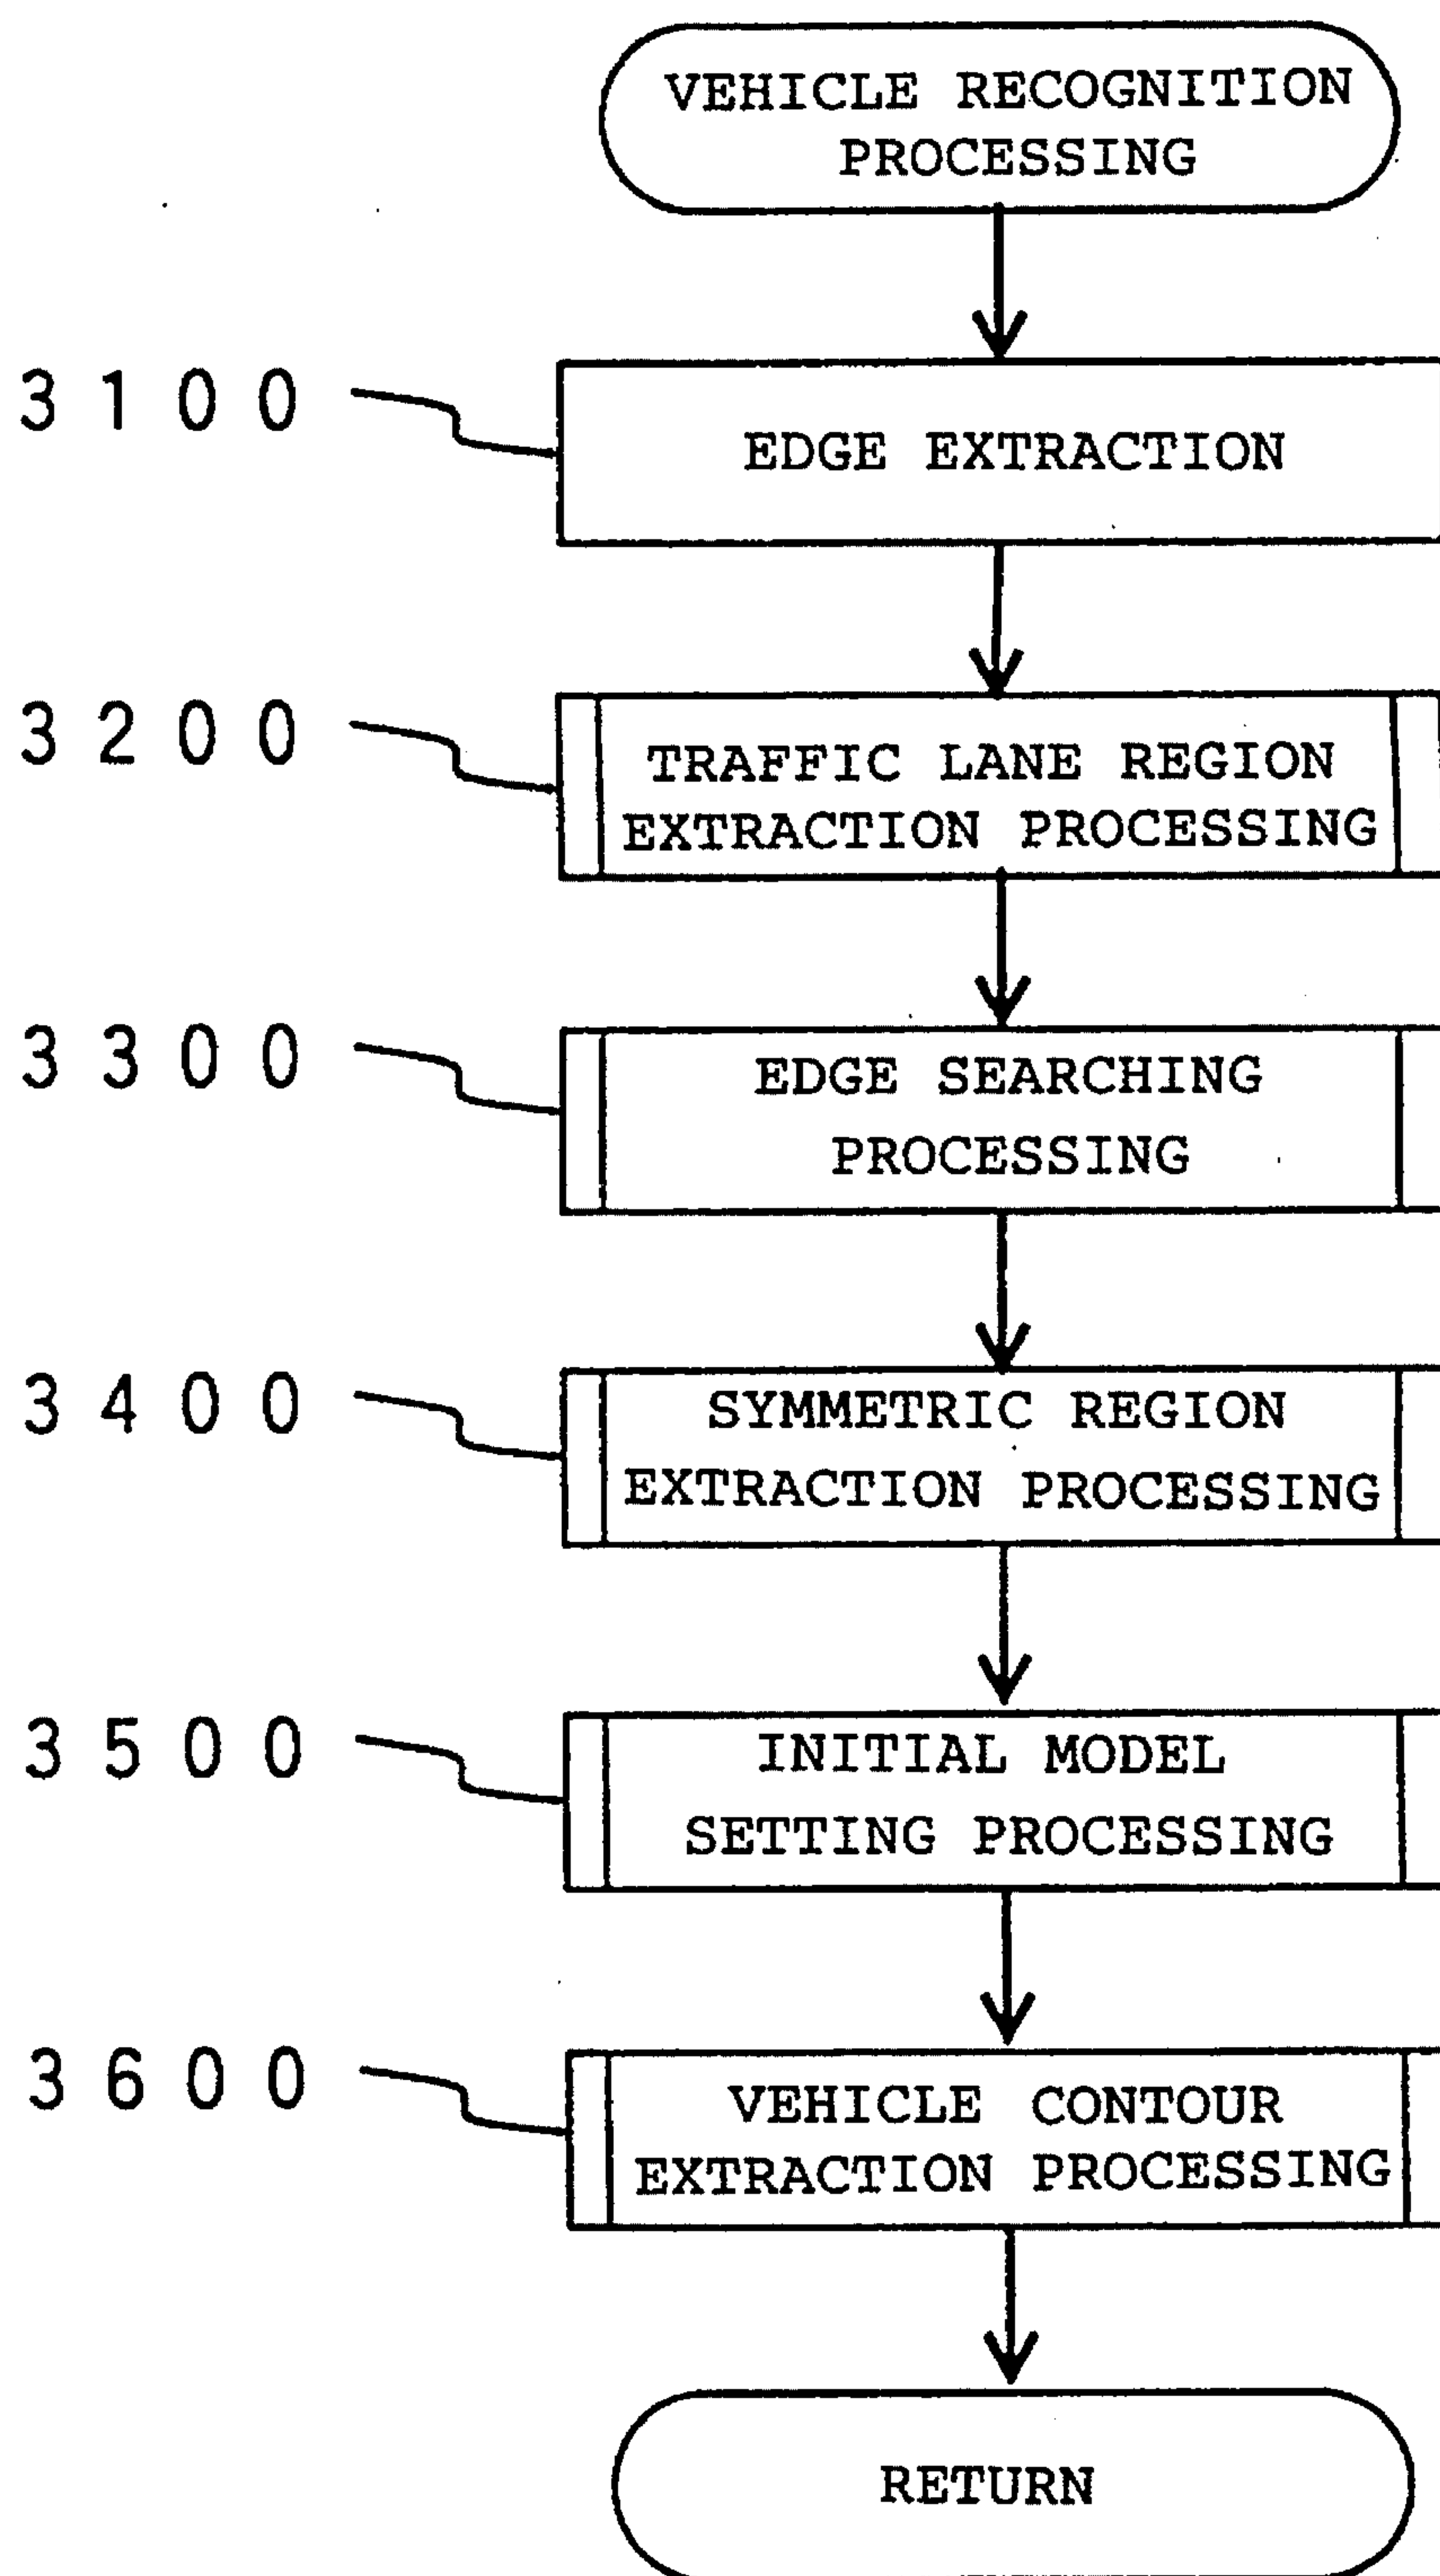 VEHICLE RECOGNITION
PROCESSING
3100
EDGE EXTRACTION
3200
TRAFFIC LANE REGION
EXTRACTION PROCESSING
3300
EDGE SEARCHING
PROCESSING
3400
SYMMETRIC REGION
EXTRACTION PROCESSING
3500
INITIAL MODEL
SETTING PROCESSING
3600
VEHICLE CONTOUR
EXTRACTION PROCESSING
RETURN